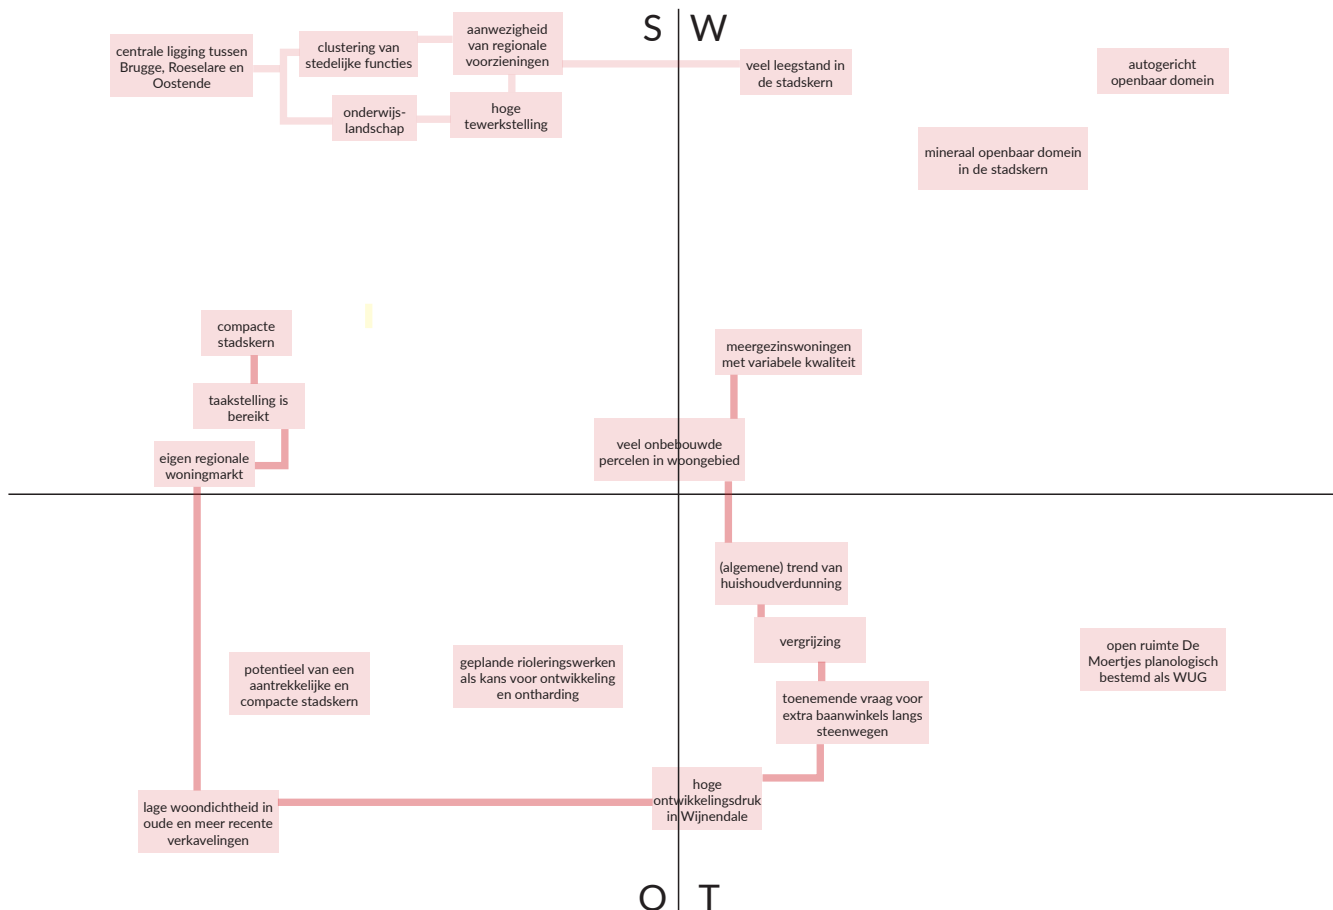 S W
centrale ligging tussen
Brugge, Roeselare en
Oostende
clustering van
stedelijke functies
aanwezigheid
van regionale
voorzieningen
onderwijs-
landschap
hoge
tewerkstelling
veel leegstand in
de stadskern
autogericht
openbaar domein
mineraal openbaar domein
in de stadskern
compacte
stadskern
taakstelling is
bereikt
eigen regionale
woningmarkt
meergezinswoningen
met variabele kwaliteit
veel onbebouwde
percelen in woongebied
(algemene) trend van
huishoudverdunning
vergrijzing
toenemende vraag voor
extra baanwinkels langs
steenwegen
open ruimte De
Moertjes planologisch
bestemd als WUG
potentieel van een
aantrekkelijke en
compacte stadskern
geplande rioleringswerken
als kans voor ontwikkeling
en ontharding
lage woondichtheid in
oude en meer recente
verkavelingen
hoge
ontwikkelingsdruk
in Wijnendale
O T